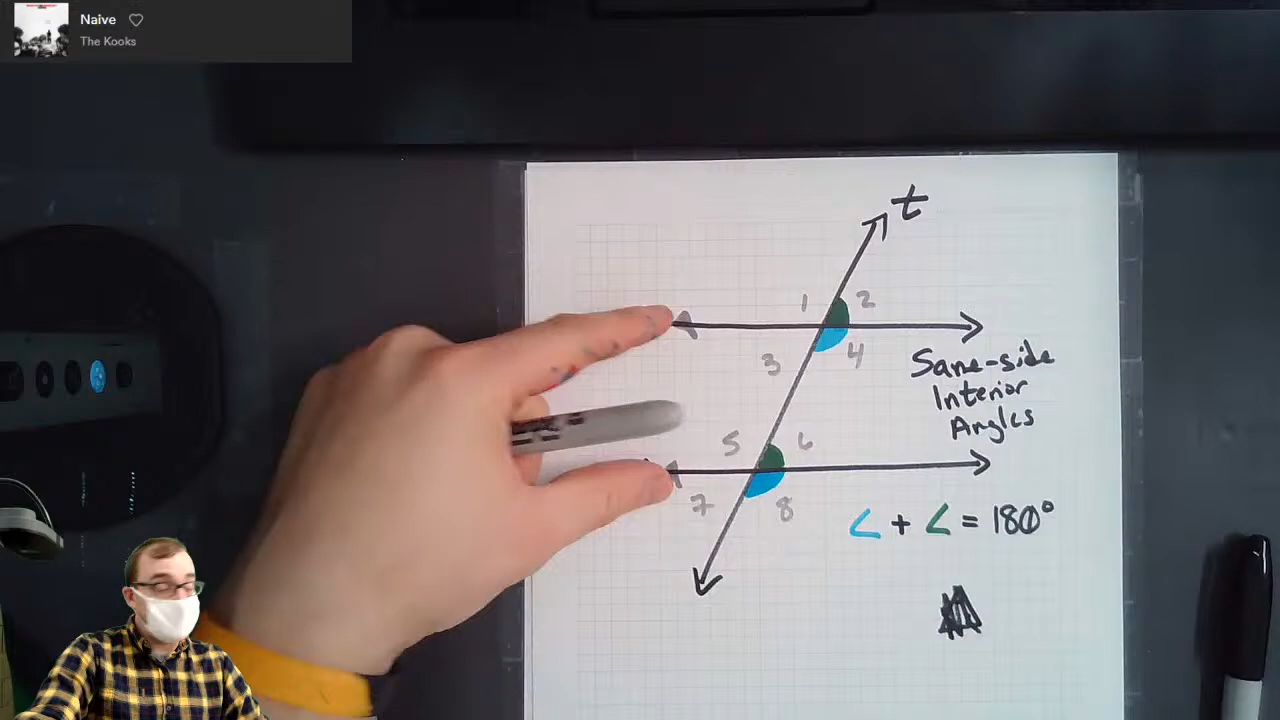 Naive
The Kooks
t
1 2
3 4
Same-side
Interior
Angles
5 6
7 8
∠ + ∠ = 180°